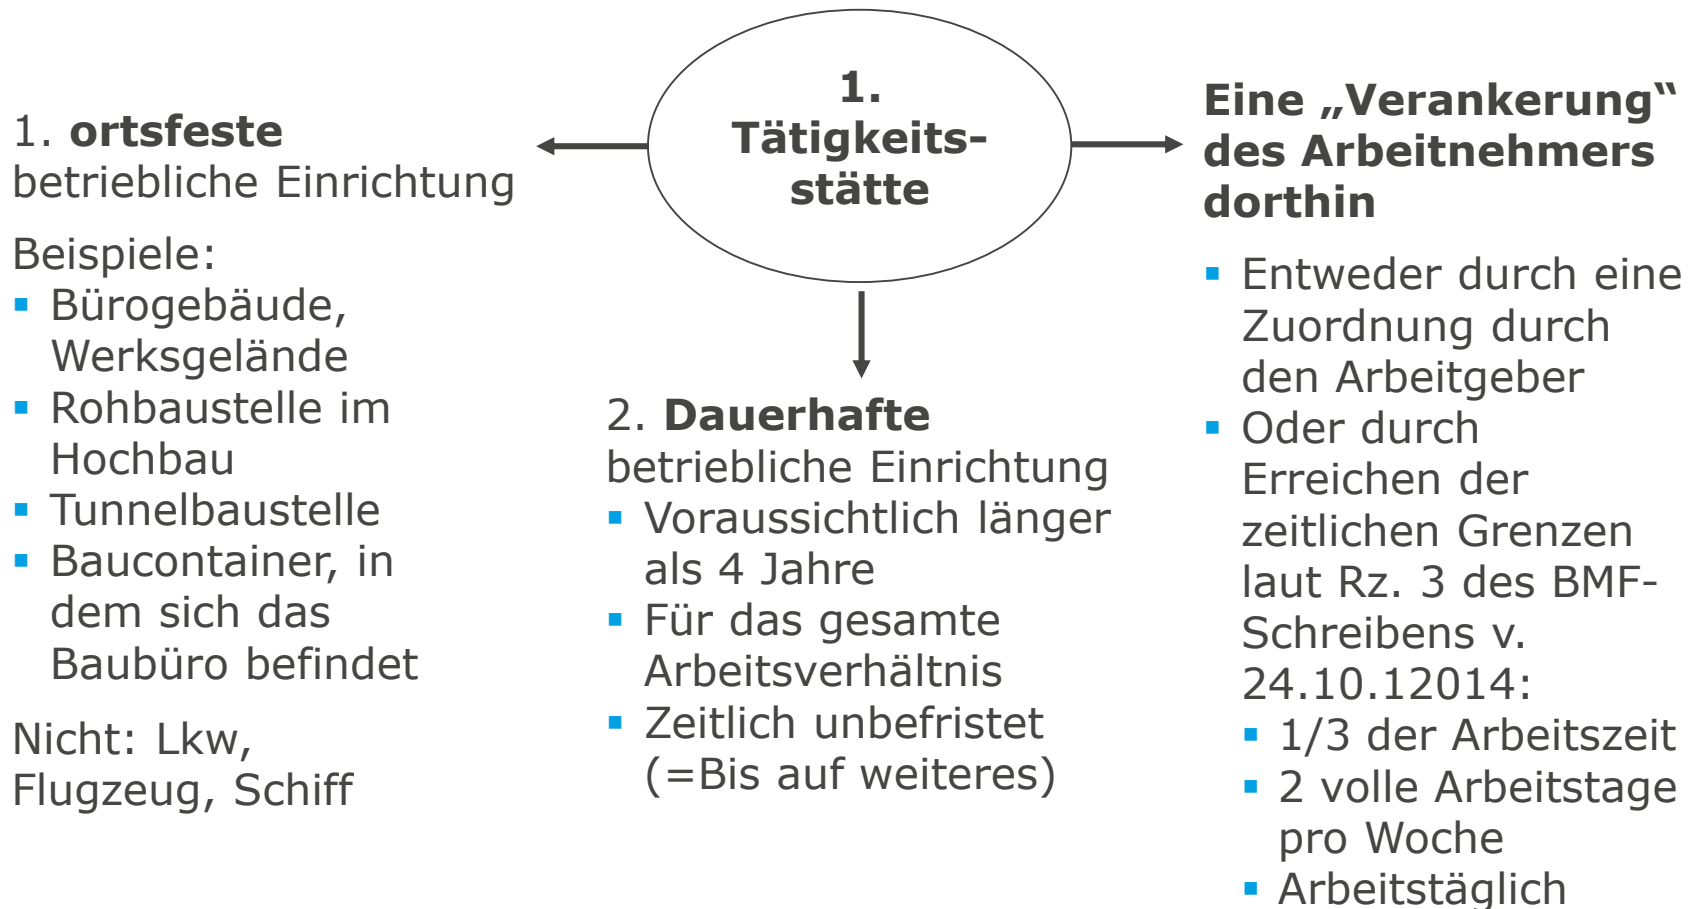 1.
Tätigkeits-
stätte
1. ortsfeste
betriebliche Einrichtung
Beispiele:
▪ Bürogebäude,
Werksgelände
▪ Rohbaustelle im
Hochbau
▪ Tunnelbaustelle
▪ Baucontainer, in
dem sich das
Baubüro befindet
Nicht: Lkw,
Flugzeug, Schiff
2. Dauerhafte
betriebliche Einrichtung
▪ Voraussichtlich länger
als 4 Jahre
▪ Für das gesamte
Arbeitsverhältnis
▪ Zeitlich unbefristet
(=Bis auf weiteres)
Eine „Verankerung“
des Arbeitnehmers
dorthin
▪ Entweder durch eine
Zuordnung durch
den Arbeitgeber
▪ Oder durch
Erreichen der
zeitlichen Grenzen
laut Rz. 3 des BMF-
Schreibens v.
24.10.12014:
▪ 1/3 der Arbeitszeit
▪ 2 volle Arbeitstage
pro Woche
▪ Arbeitstäglich